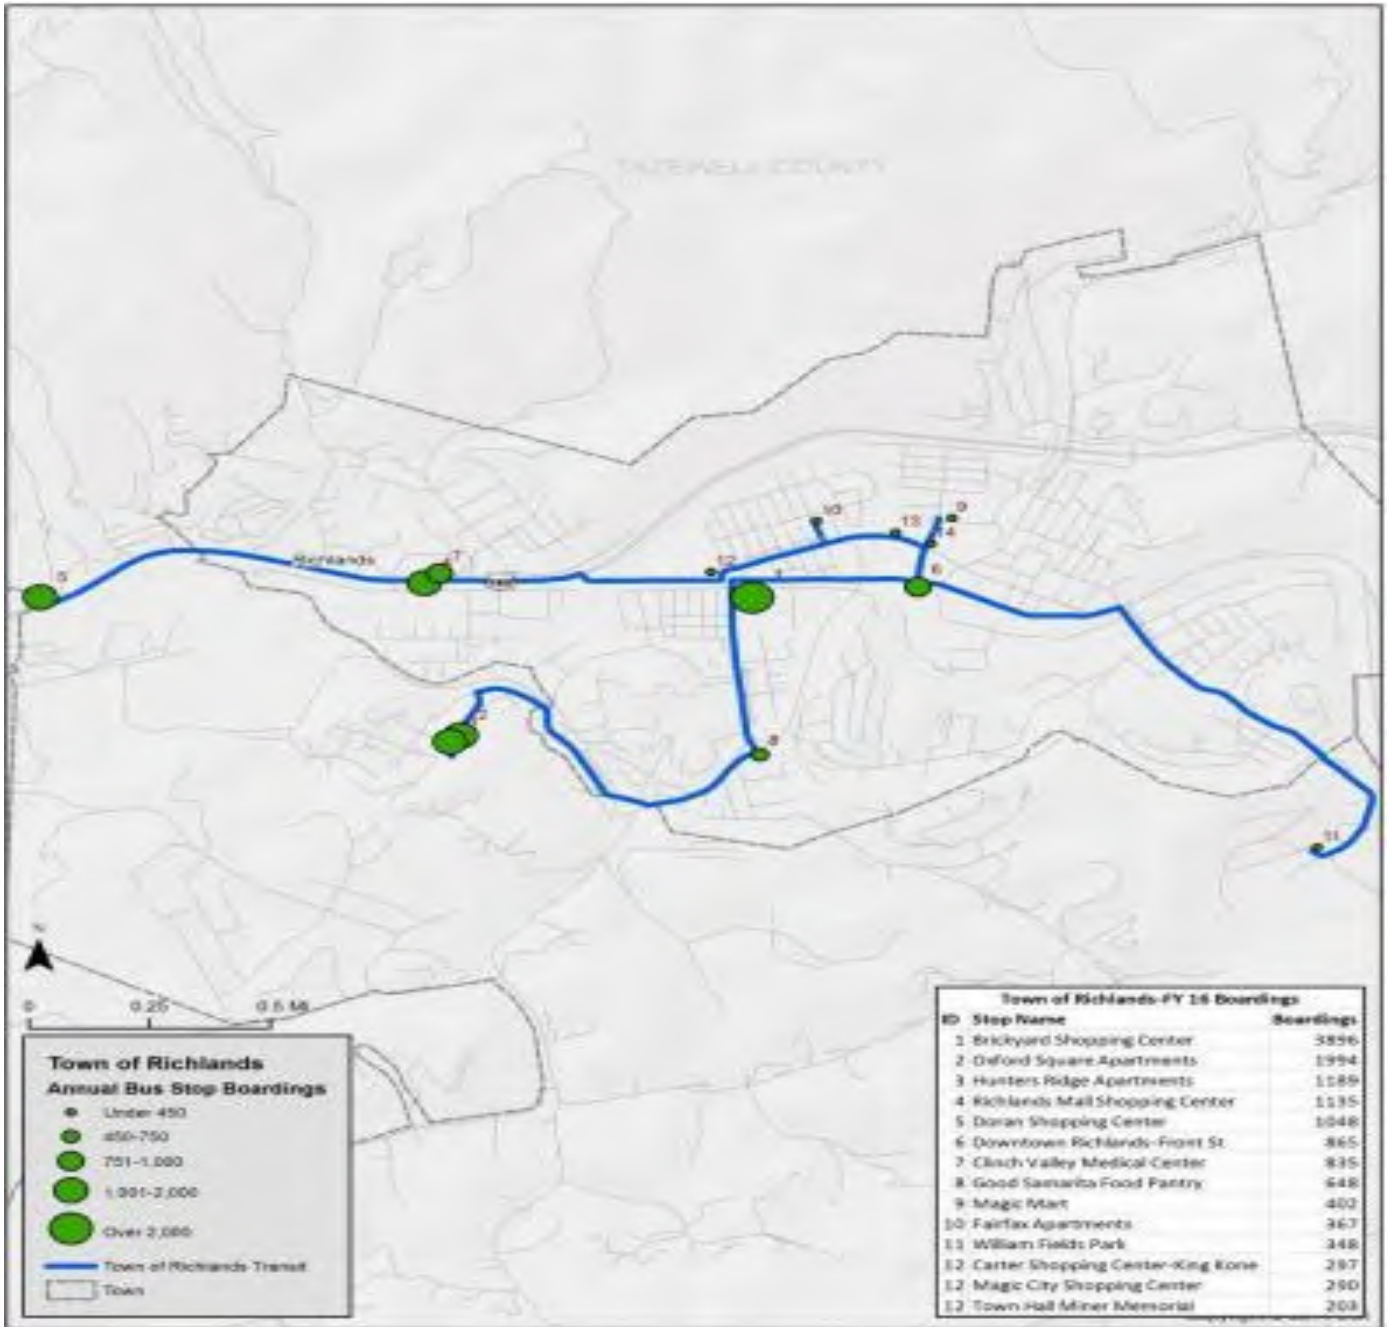 TAZEWELL COUNTY
10
9
13
14
12
1
6
7
5
Richlands
8
11
N
0 0.25 0.5 Mi
Town of Richlands
Annual Bus Stop Boardings
Under 450
450-750
751-1,000
1,001-2,000
Over 2,000
Town of Richlands Transit
Town
Town of Richlands-FY 16 Boardings
ID Stop Name Boardings
1 Brickyard Shopping Center 3896
2 Oxford Square Apartments 1994
3 Hunters Ridge Apartments 1189
4 Richlands Mall Shopping Center 1135
5 Doran Shopping Center 1048
6 Downtown Richlands-Front St 865
7 Clinch Valley Medical Center 835
8 Good Samarita Food Pantry 648
9 Magic Mart 402
10 Fairfax Apartments 367
11 William Fields Park 348
12 Carter Shopping Center-King Kone 297
12 Magic City Shopping Center 290
12 Town Hall Miner Memorial 203